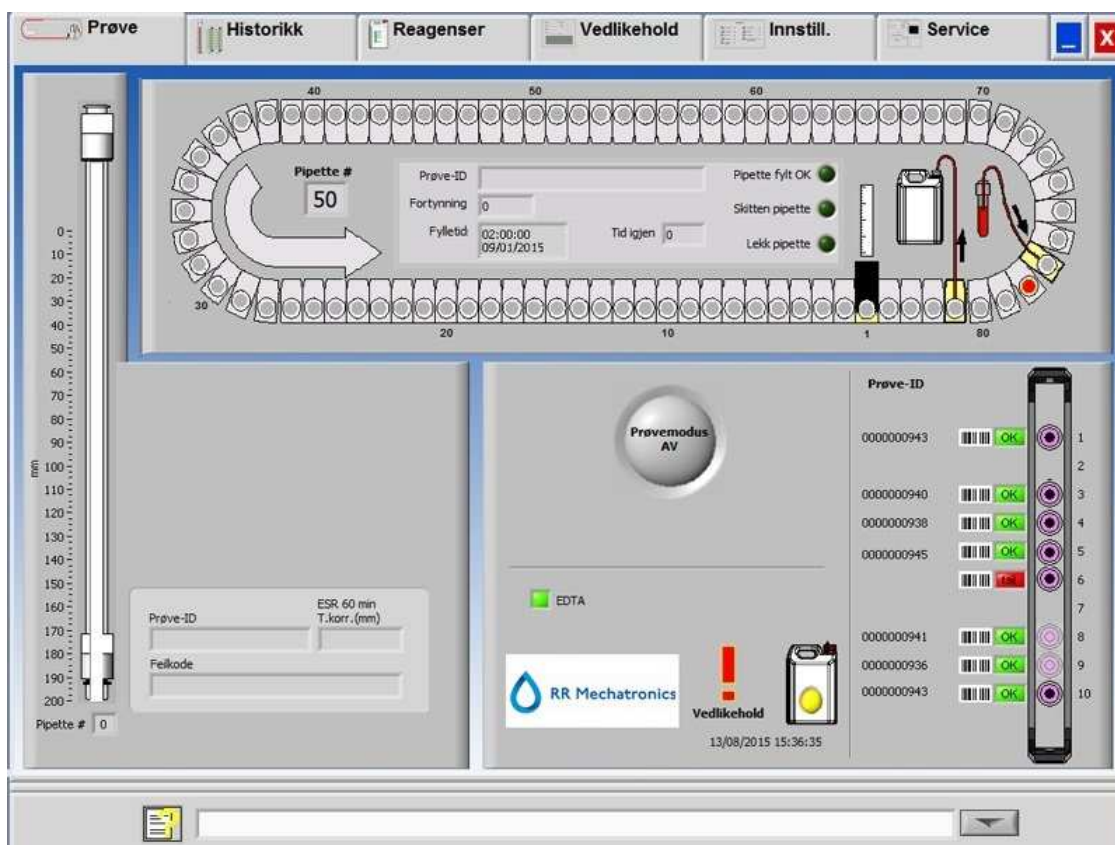 Prøve
Historikk
Reagenser
Vedlikehold
Innstill.
Service
40
50
60
70
Pipette #
50
Prøve-ID
Fortynning 0
Fylletid 02:00:00
09/01/2015
Tid igjen 0
Pipette fylt OK
Skitten pipette
Lekk pipette
30
20
10
1
80
mm
0
10
20
30
40
50
60
70
80
90
100
110
120
130
140
150
160
170
180
190
200
Pipette # 0
Prøve-ID
ESR 60 min
T.korr.(mm)
Feilkode
Prøvemodus
AV
EDTA
RR Mechatronics
Vedlikehold
13/08/2015 15:36:35
Prøve-ID
0000000943 OK 1
2
0000000940 OK 3
0000000938 OK 4
0000000945 OK 5
6
7
0000000941 OK 8
0000000936 OK 9
0000000943 OK 10